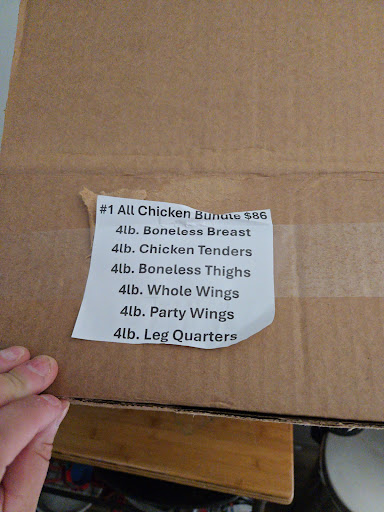 #1 All Chicken Bundle $86
4lb. Boneless Breast
4lb. Chicken Tenders
4lb. Boneless Thighs
4lb. Whole Wings
4lb. Party Wings
4lb. Leg Quarters